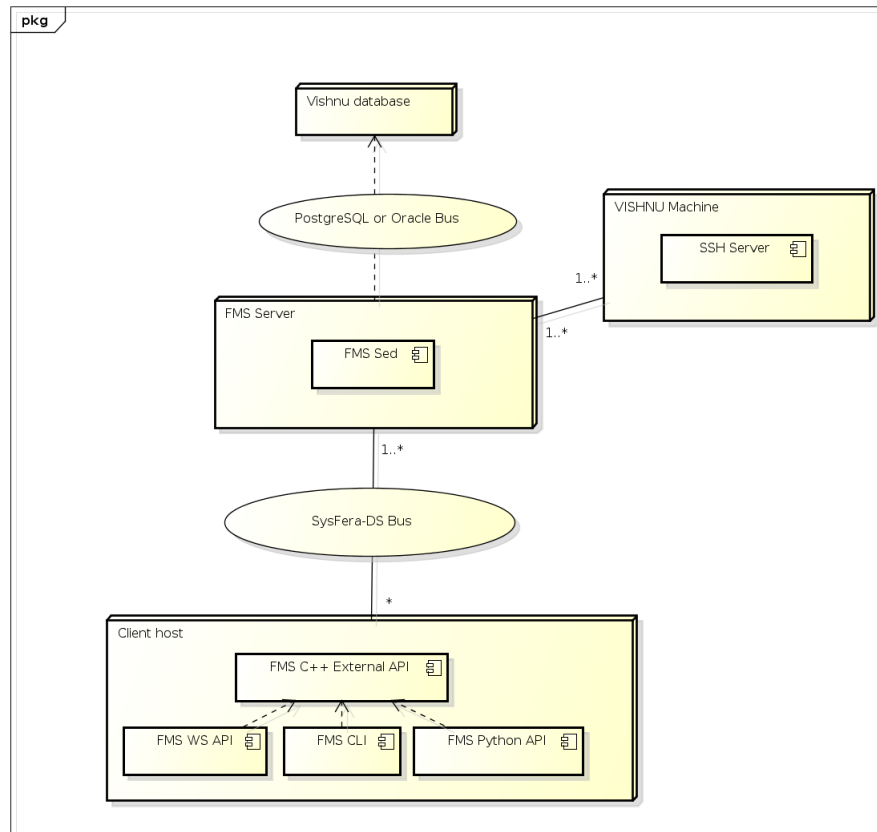 pkg
Vishnu database
PostgreSQL or Oracle Bus
VISHNU Machine
SSH Server
1..*
1..*
FMS Server
FMS Sed
1..*
SysFera-DS Bus
*
Client host
FMS C++ External API
FMS WS API
FMS CLI
FMS Python API